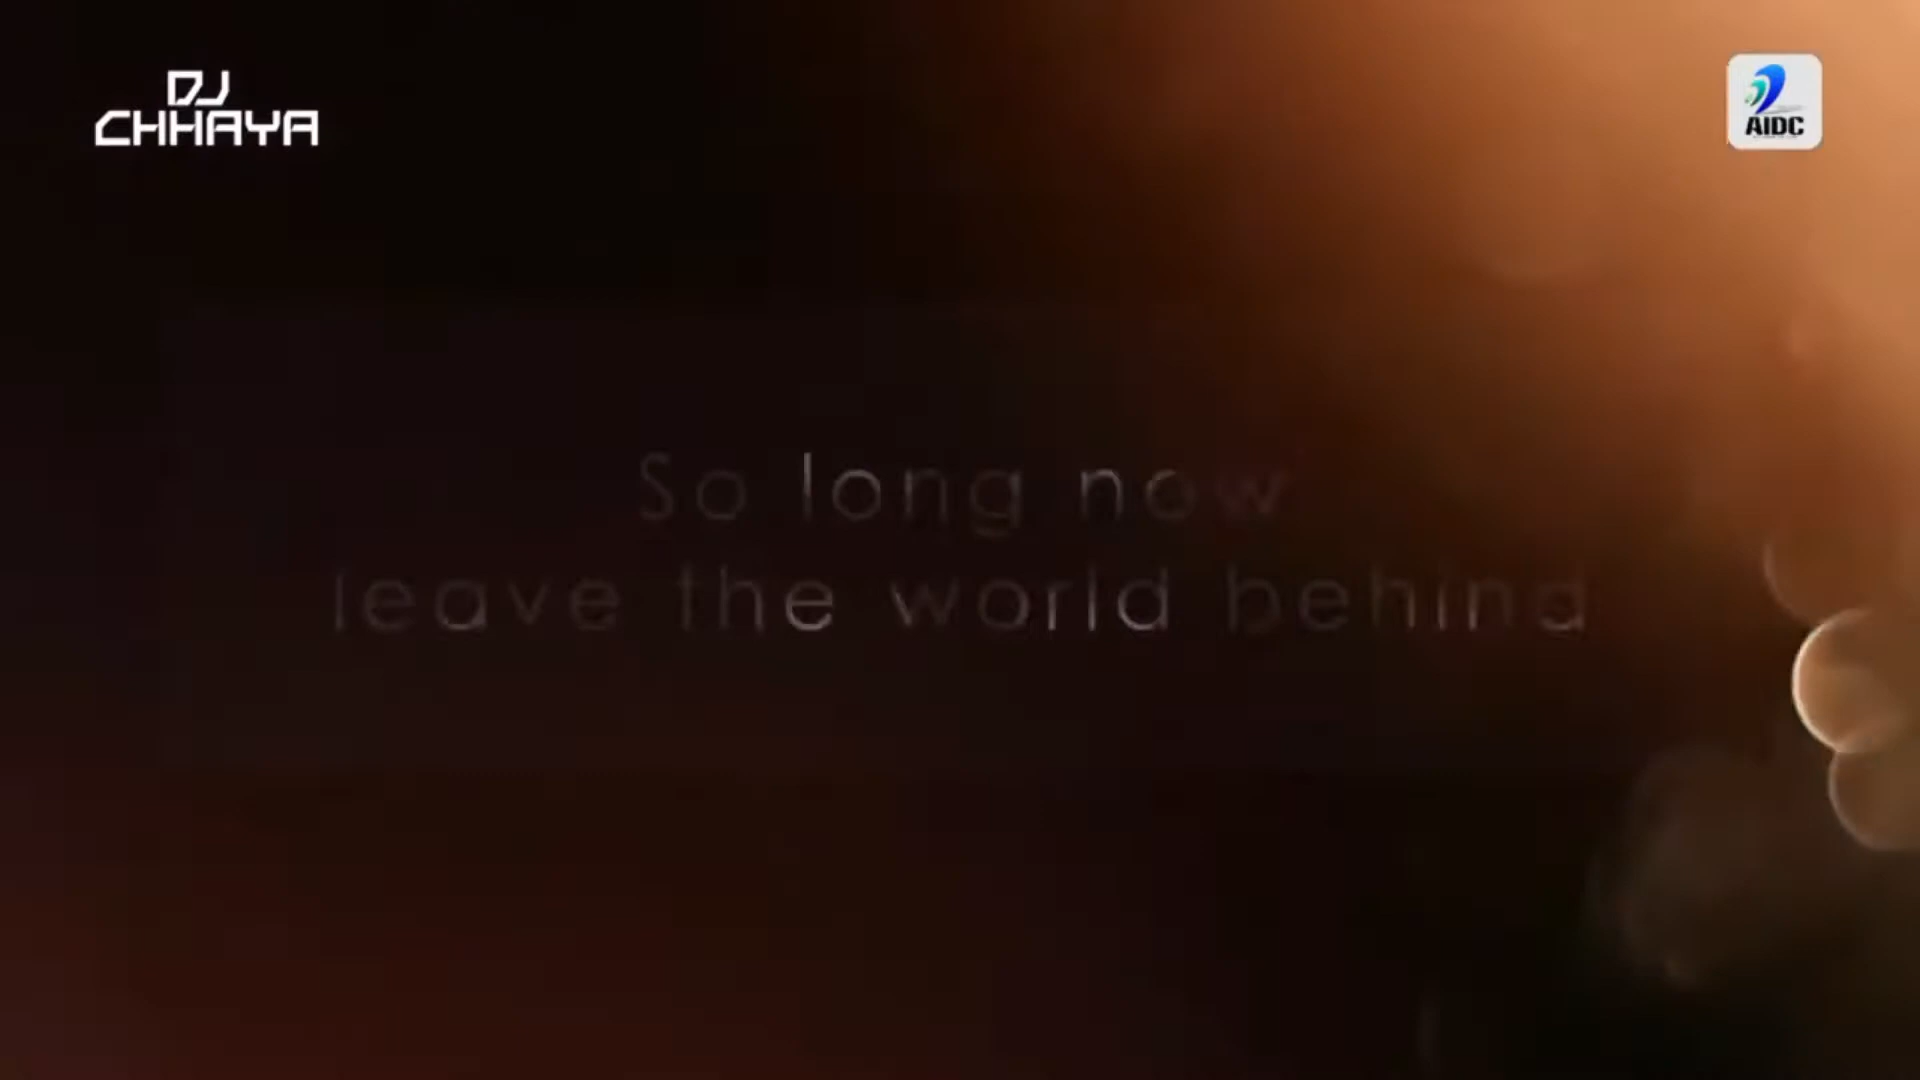 DJ
CHHAYA
AIDC
So long now
leave the world behind